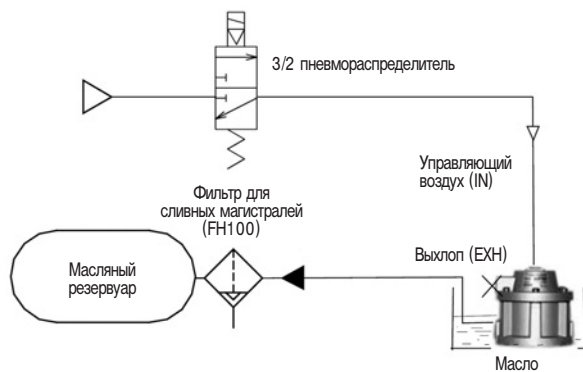 3/2 пневмораспределитель
Управляющий
воздух (IN)
Фильтр для
сливных магистралей
(FH100)
Выхлоп (EXH)
Масляный
резервуар
Масло